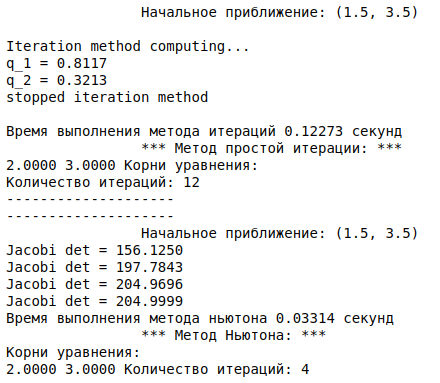 Начальное приближение: (1.5, 3.5)
Iteration method computing...
q_1 = 0.8117
q_2 = 0.3213
stopped iteration method
Время выполнения метода итераций 0.12273 секунд
*** Метод простой итерации: ***
2.0000 3.0000 Корни уравнения:
Количество итераций: 12
--------------------
--------------------
Начальное приближение: (1.5, 3.5)
Jacobi det = 156.1250
Jacobi det = 197.7843
Jacobi det = 204.9696
Jacobi det = 204.9999
Время выполнения метода ньютона 0.03314 секунд
*** Метод Ньютона: ***
Корни уравнения:
2.0000 3.0000 Количество итераций: 4